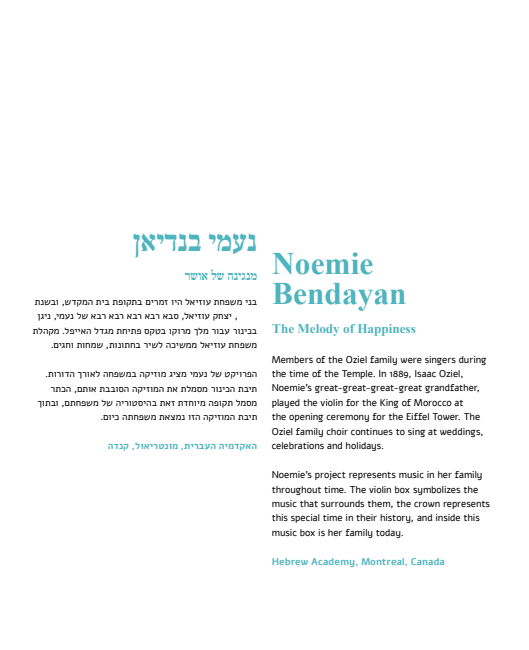 נעמי בנדיאן
מנגינה של אושר
בני משפחת עוזיאל היו זמרים בתקופת בית המקדש, ובשנת
, יצחק עוזיאל, סבא רבא רבא רבא רבא של נעמי, ניגן
בכינור עבור מלך מרוקו בטקס פתיחת מגדל האייפל. מקהלת
משפחת עוזיאל ממשיכה לשיר בחתונות, שמחות וחגים.
הפרויקט של נעמי מציג מוזיקה במשפחה לאורך הדורות.
תיבת הכינור מסמלת את המוזיקה הסובבת אותם, הכתר
מסמל תקופה מיוחדת זאת בהיסטוריה של משפחתם, ובתוך
תיבת המוזיקה הזו נמצאת משפחתה כיום.
האקדמיה העברית, מונטריאול, קנדה
Noemie
Bendayan
The Melody of Happiness
Members of the Oziel family were singers during
the time of the Temple. In 1889, Isaac Oziel,
Noemie's great-great-great-great grandfather,
played the violin for the King of Morocco at
the opening ceremony for the Eiffel Tower. The
Oziel family choir continues to sing at weddings,
celebrations and holidays.
Noemie's project represents music in her family
throughout time. The violin box symbolizes the
music that surrounds them, the crown represents
this special time in their history, and inside this
music box is her family today.
Hebrew Academy, Montreal, Canada